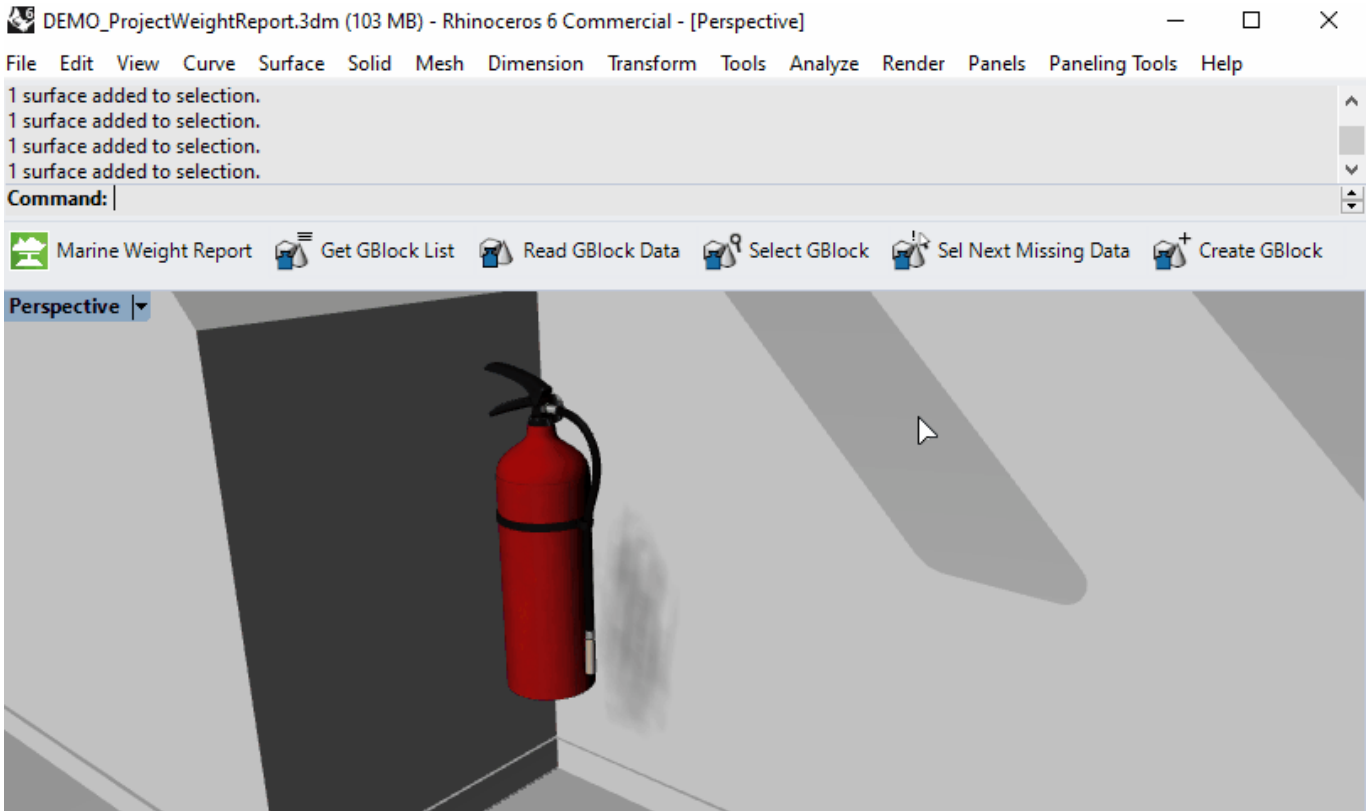 DEMO_ProjectWeightReport.3dm (103 MB) - Rhinoceros 6 Commercial - [Perspective]
File Edit View Curve Surface Solid Mesh Dimension Transform Tools Analyze Render Panels Paneling Tools Help
1 surface added to selection.
1 surface added to selection.
1 surface added to selection.
1 surface added to selection.
Command:
Marine Weight Report Get GBlock List Read GBlock Data Select GBlock Sel Next Missing Data Create GBlock
Perspective